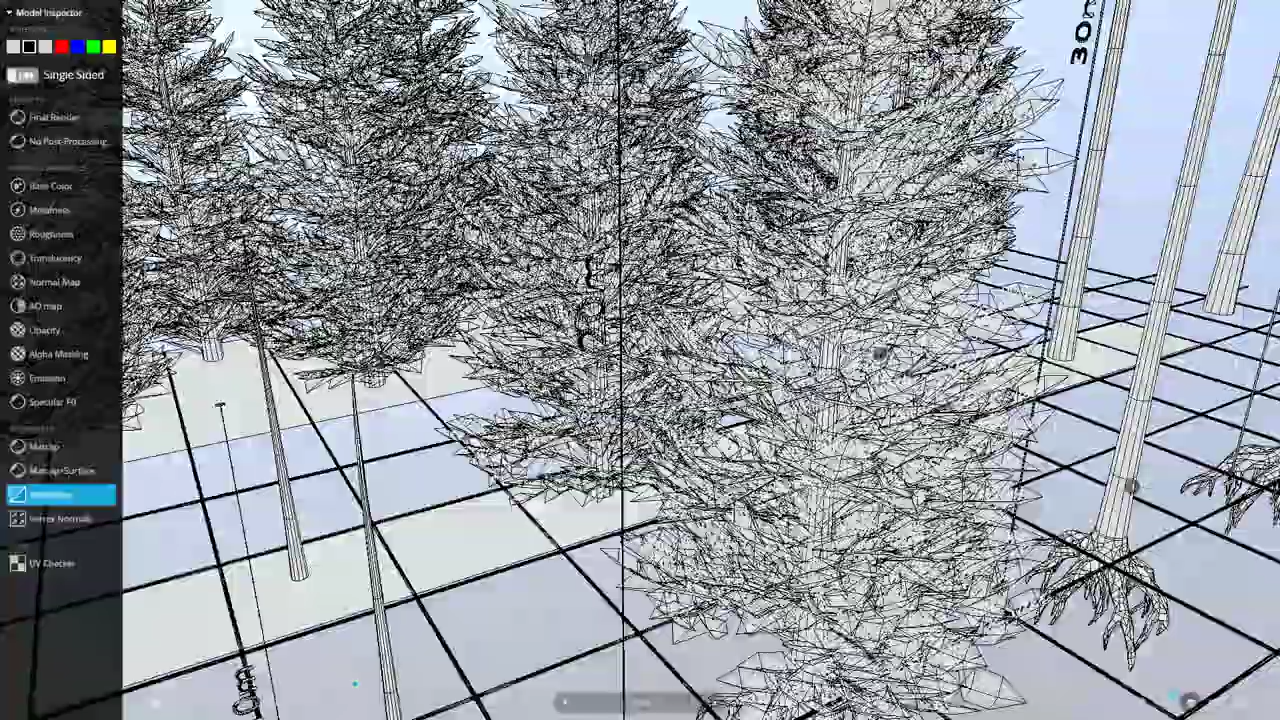 Model Inspector
Single Sided
Final Render
No Post-Processing
Base Color
Metalness
Roughness
Translucency
Normal Map
AO map
Opacity
Alpha Masking
Emission
Specular F0
Matcap
Matcap+Surface
Wireframe
Vertex Normals
UV Checker